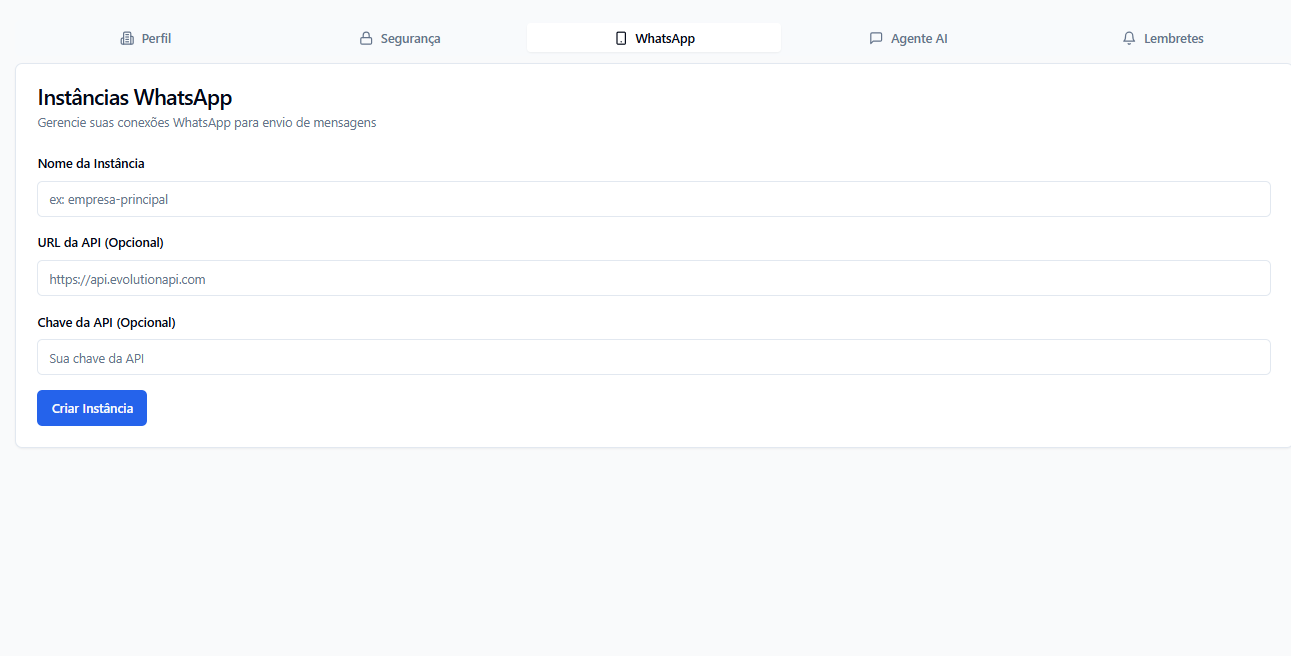 Perfil
Segurança
WhatsApp
Agente AI
Lembretes
Instâncias WhatsApp
Gerencie suas conexões WhatsApp para envio de mensagens
Nome da Instância
ex: empresa-principal
URL da API (Opcional)
https://api.evolutionapi.com
Chave da API (Opcional)
Sua chave da API
Criar Instância